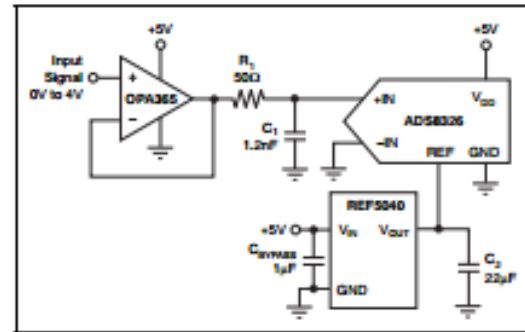 +5V
Input
Signal
0V to 4V
+
OPA365
−
R1
50Ω
C1
1.2nF
+5V
+IN
VDD
ADS8326
−IN
REF GND
REF5040
+5V
VIN VOUT
CBYPASS
1µF
GND
C2
22µF